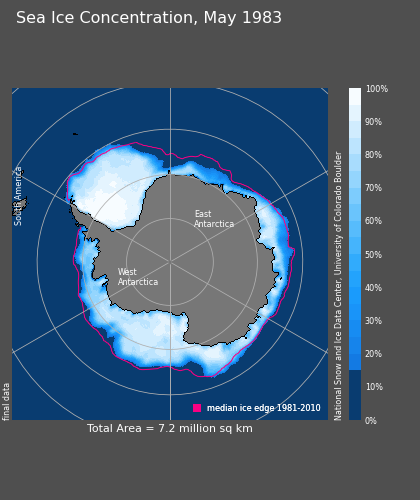 Sea Ice Concentration, May 1983
South America
East
Antarctica
West
Antarctica
final data
median ice edge 1981-2010
Total Area = 7.2 million sq km
100%
90%
80%
70%
60%
50%
40%
30%
20%
10%
0%
National Snow and Ice Data Center, University of Colorado Boulder